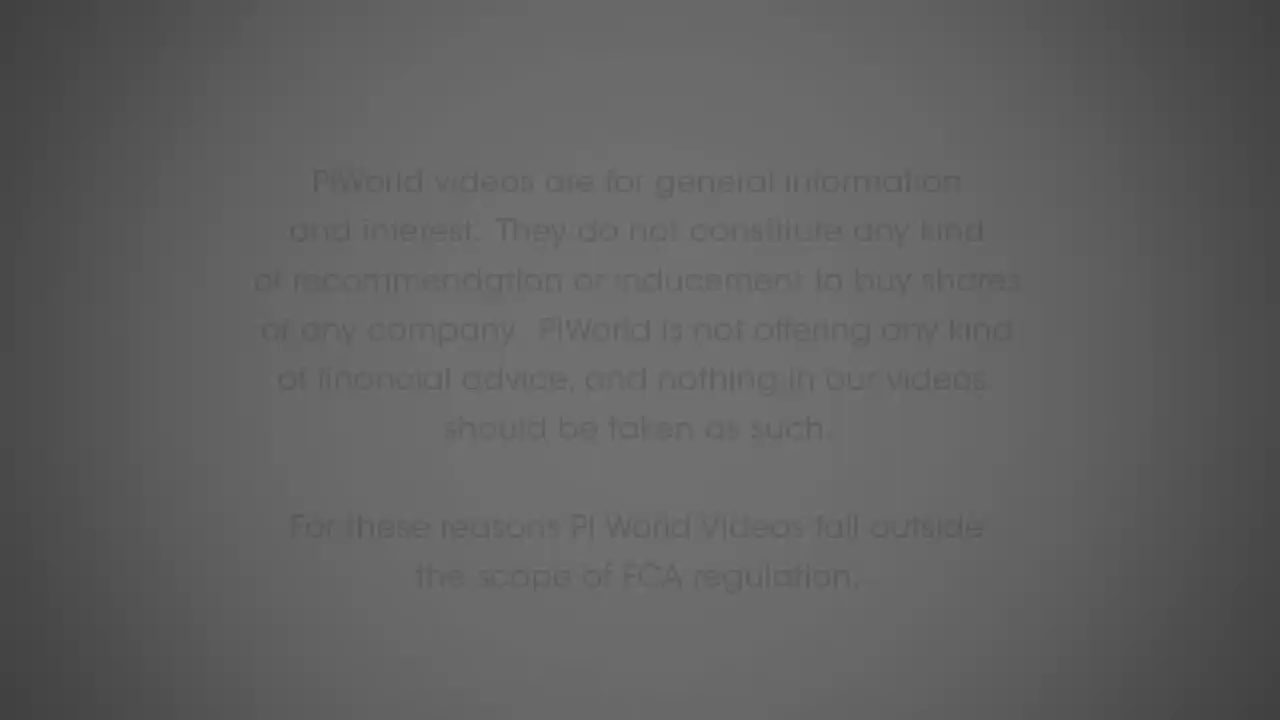 PIWorld videos are for general information
and interest. They do not constitute any kind
of recommendation or inducement to buy shares
of any company. PIWorld is not offering any kind
of financial advice, and nothing in our videos
should be taken as such.
For these reasons PI World Videos fall outside
the scope of FCA regulation.